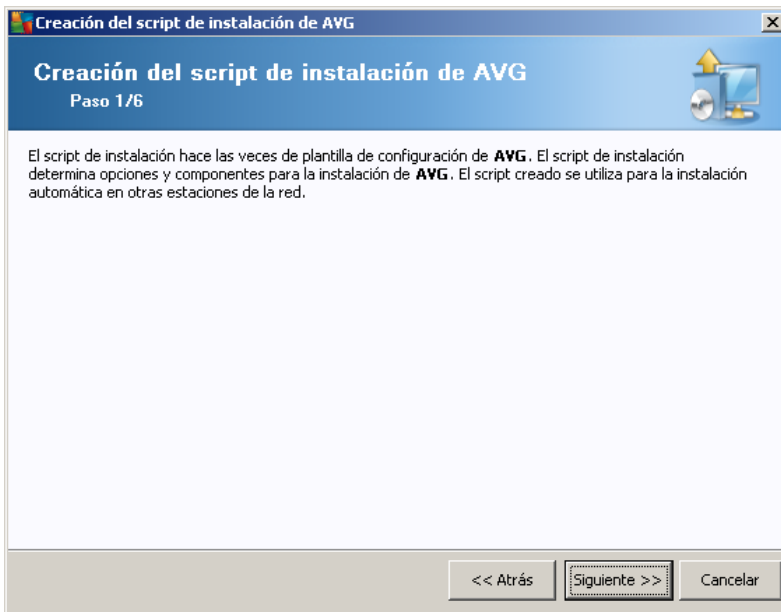 Creación del script de instalación de AVG
Creación del script de instalación de AVG
Paso 1/6
El script de instalación hace las veces de plantilla de configuración de AVG. El script de instalación
determina opciones y componentes para la instalación de AVG. El script creado se utiliza para la instalación
automática en otras estaciones de la red.
<< Atrás
Siguiente >>
Cancelar